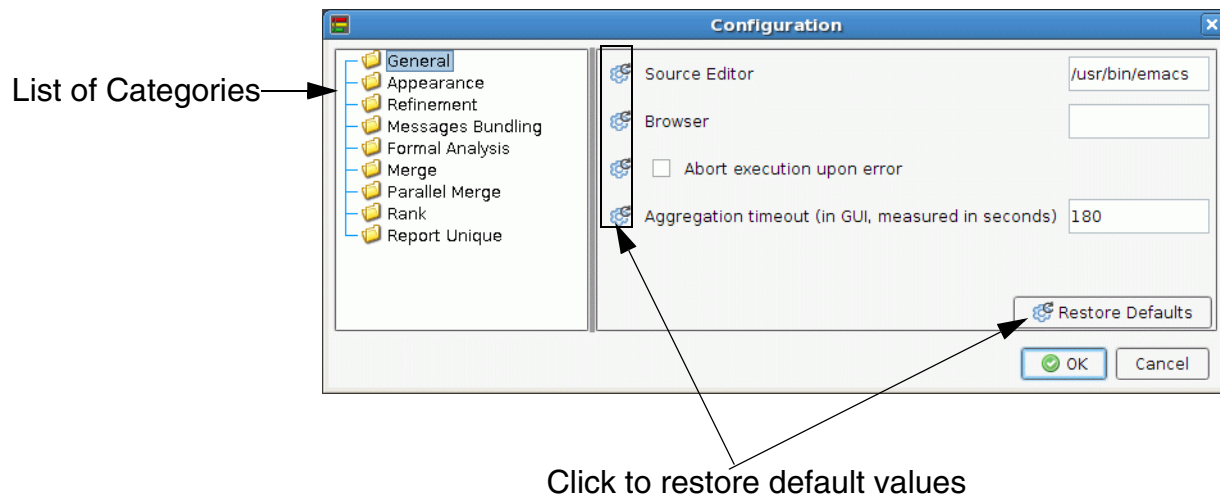 Configuration
List of Categories
General
Appearance
Refinement
Messages Bundling
Formal Analysis
Merge
Parallel Merge
Rank
Report Unique
Source Editor
/usr/bin/emacs
Browser
Abort execution upon error
Aggregation timeout (in GUI, measured in seconds)
180
Restore Defaults
OK
Cancel
Click to restore default values